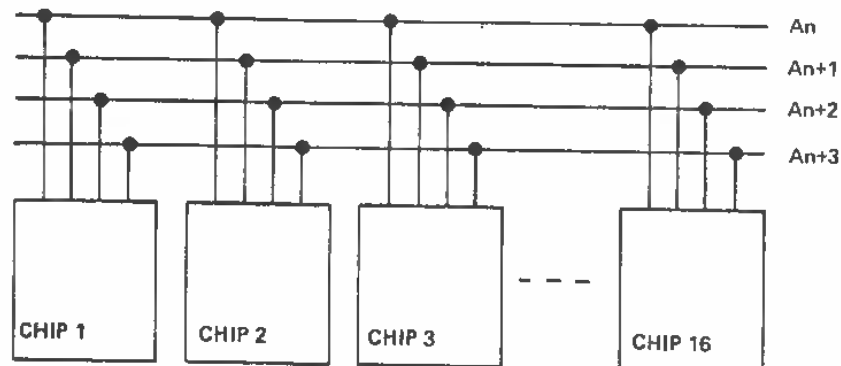 An
An+1
An+2
An+3
CHIP 1
CHIP 2
CHIP 3
CHIP 16